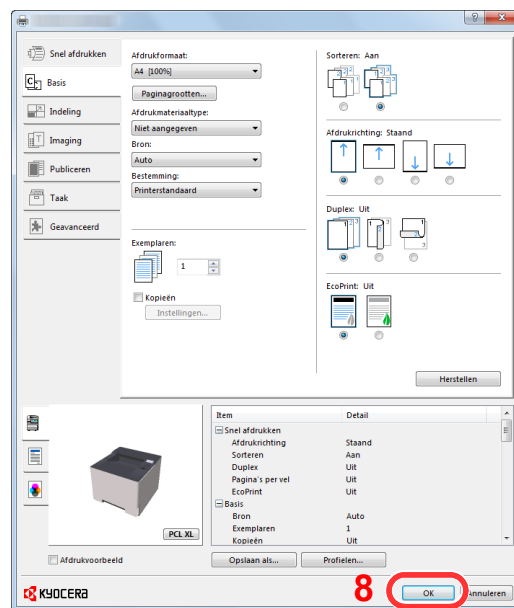 Snel afdrukken
Basis
Indeling
Imaging
Publiceren
Taak
Geavanceerd
Afdrukformaat:
A4 [100%]
Paginagrootten...
Afdrukmateriaaltype:
Niet aangegeven
Bron:
Auto
Bestemming:
Printerstandaard
Exemplaren:
1
Kopieën
Instellingen...
Sorteren: Aan
Afdrukrichting: Staand
Duplex: Uit
EcoPrint: Uit
Herstellen
PCL XL
Afdrukvoorbeeld
Item Detail
Snel afdrukken
Afdrukrichting Staand
Sorteren Aan
Duplex Uit
Pagina's per vel Uit
EcoPrint Uit
Basis
Bron Auto
Exemplaren 1
Kopieën Uit
Opslaan als... Profielen...
KYOCERA
8 OK Annuleren